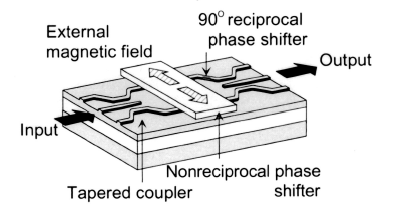 External
magnetic field
90° reciprocal
phase shifter
Output
Input
Nonreciprocal phase
shifter
Tapered coupler